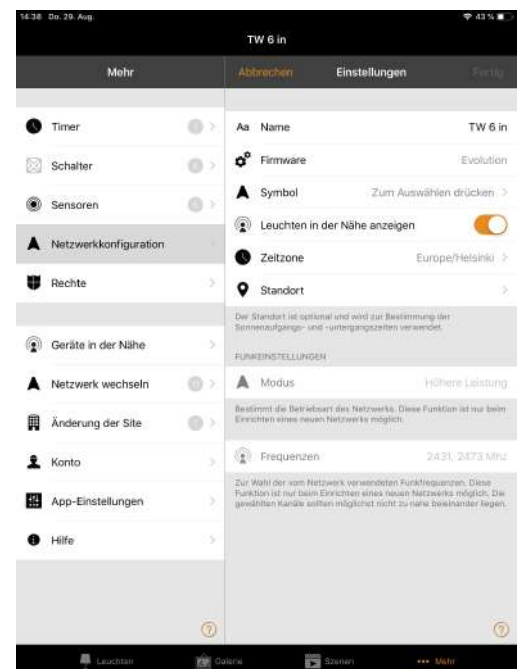 14:38 Do. 29. Aug.
43 %
TW 6 in
Mehr
Abbrechen
Einstellungen
Fertig
Timer
Schalter
Sensoren
Netzwerkkonfiguration
Rechte
Geräte in der Nähe
Netzwerk wechseln
Änderung der Site
Konto
App-Einstellungen
Hilfe
Aa Name TW 6 in
Firmware Evolution
Symbol Zum Auswählen drücken
Leuchten in der Nähe anzeigen
Zeitzone Europe/Helsinki
Standort
Der Standort ist optional und wird zur Bestimmung der
Sonnenaufgangs- und -untergangszeiten verwendet.
FUNKEINSTELLUNGEN
Modus Höhere Leistung
Bestimmt die Betriebsart des Netzwerks. Diese Funktion ist nur beim
Einrichten eines neuen Netzwerks möglich.
Frequenzen 2431, 2473 Mhz
Zur Wahl der vom Netzwerk verwendeten Funkfrequenzen. Diese
Funktion ist nur beim Einrichten eines neuen Netzwerks möglich. Die
gewählten Kanäle sollten möglichst nicht zu nahe beieinander liegen.
? ?
Leuchten Galerie Szenen Mehr